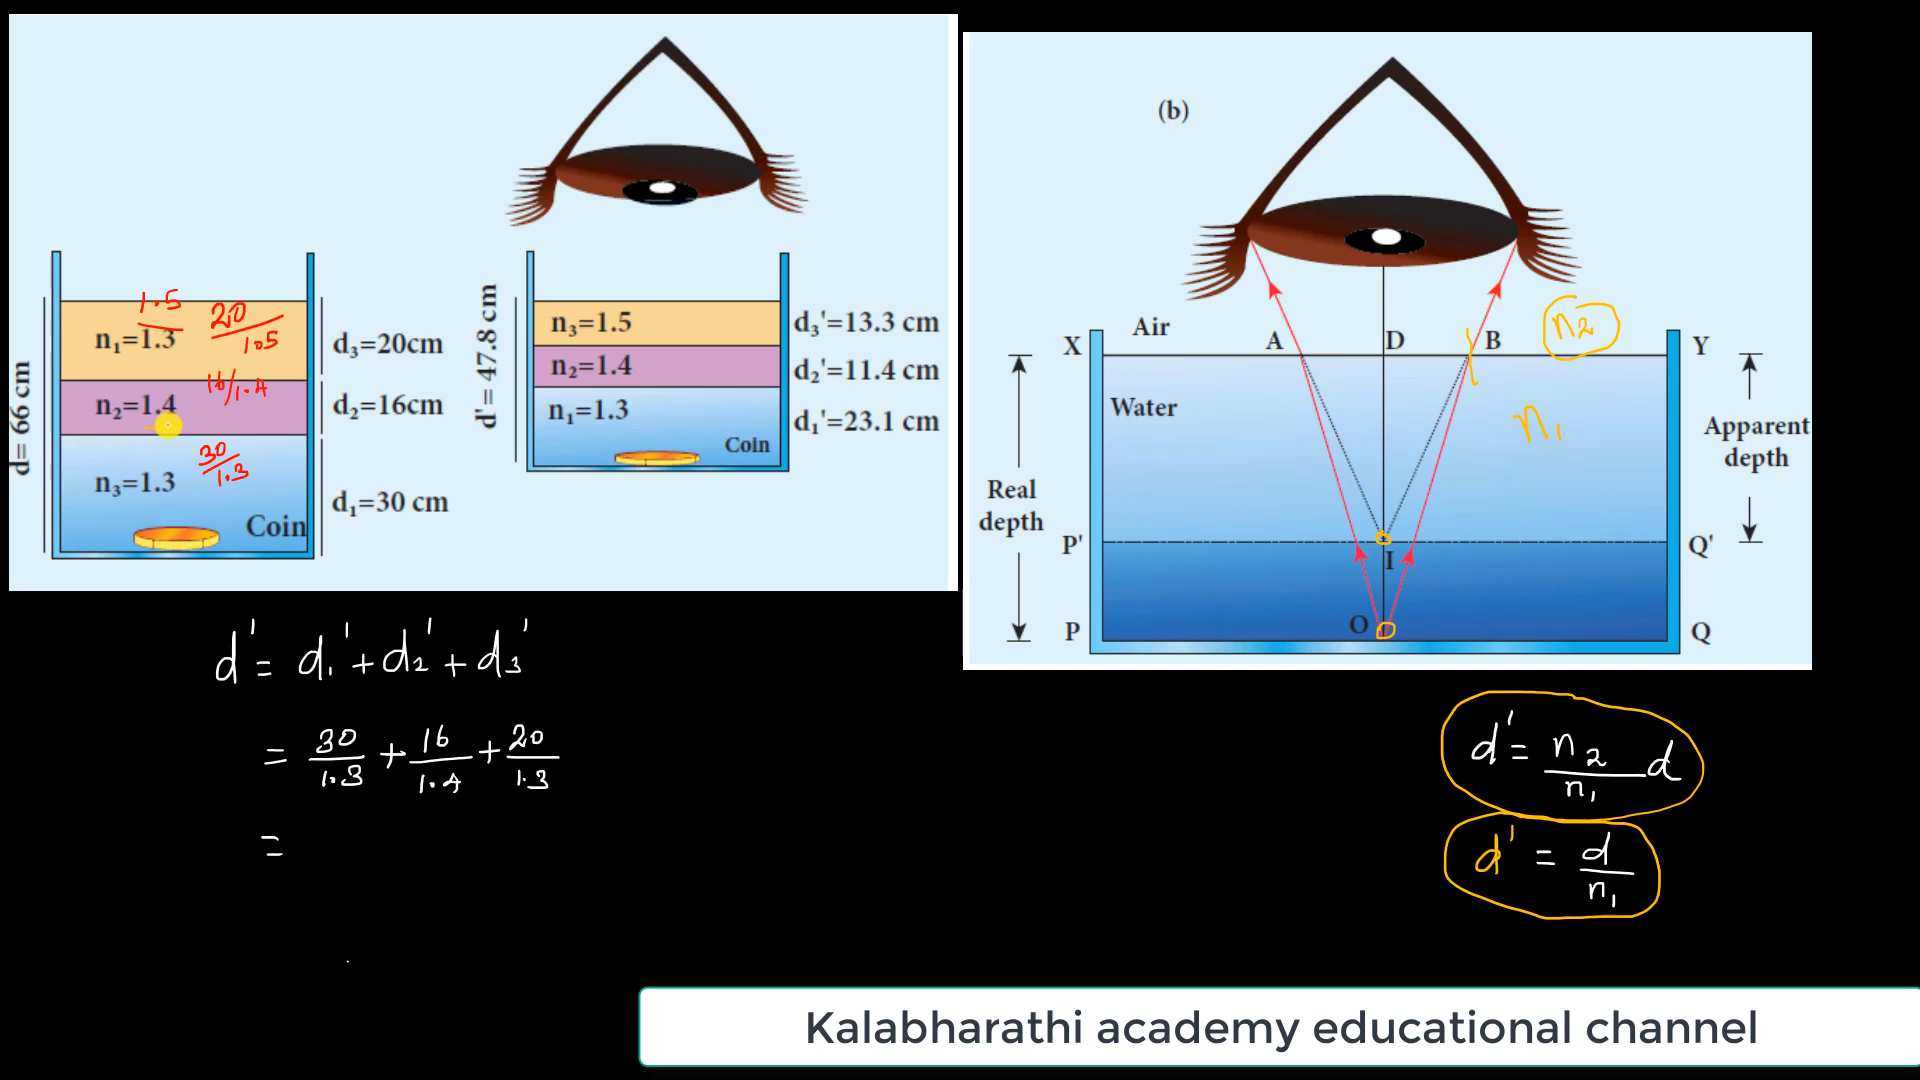 (b)
1.5
20
n₁=1.3
1.5
d₃=20cm
16/1.4
n₂=1.4
d₂=16cm
30
1.3
n₃=1.3
d₁=30 cm
Coin
d= 66 cm
d'= 47.8 cm
n₃=1.5
d₃'=13.3 cm
n₂=1.4
d₂'=11.4 cm
n₁=1.3
d₁'=23.1 cm
Coin
n₂
Air
X A D B Y
Water
n₁
Apparent
depth
Real
depth
P' I Q'
P O Q
d' = d₁' + d₂' + d₃'
= 30/1.3 + 16/1.4 + 20/1.3
=
d' = n₂/n₁ d
d' = d/n₁
Kalabharathi academy educational channel